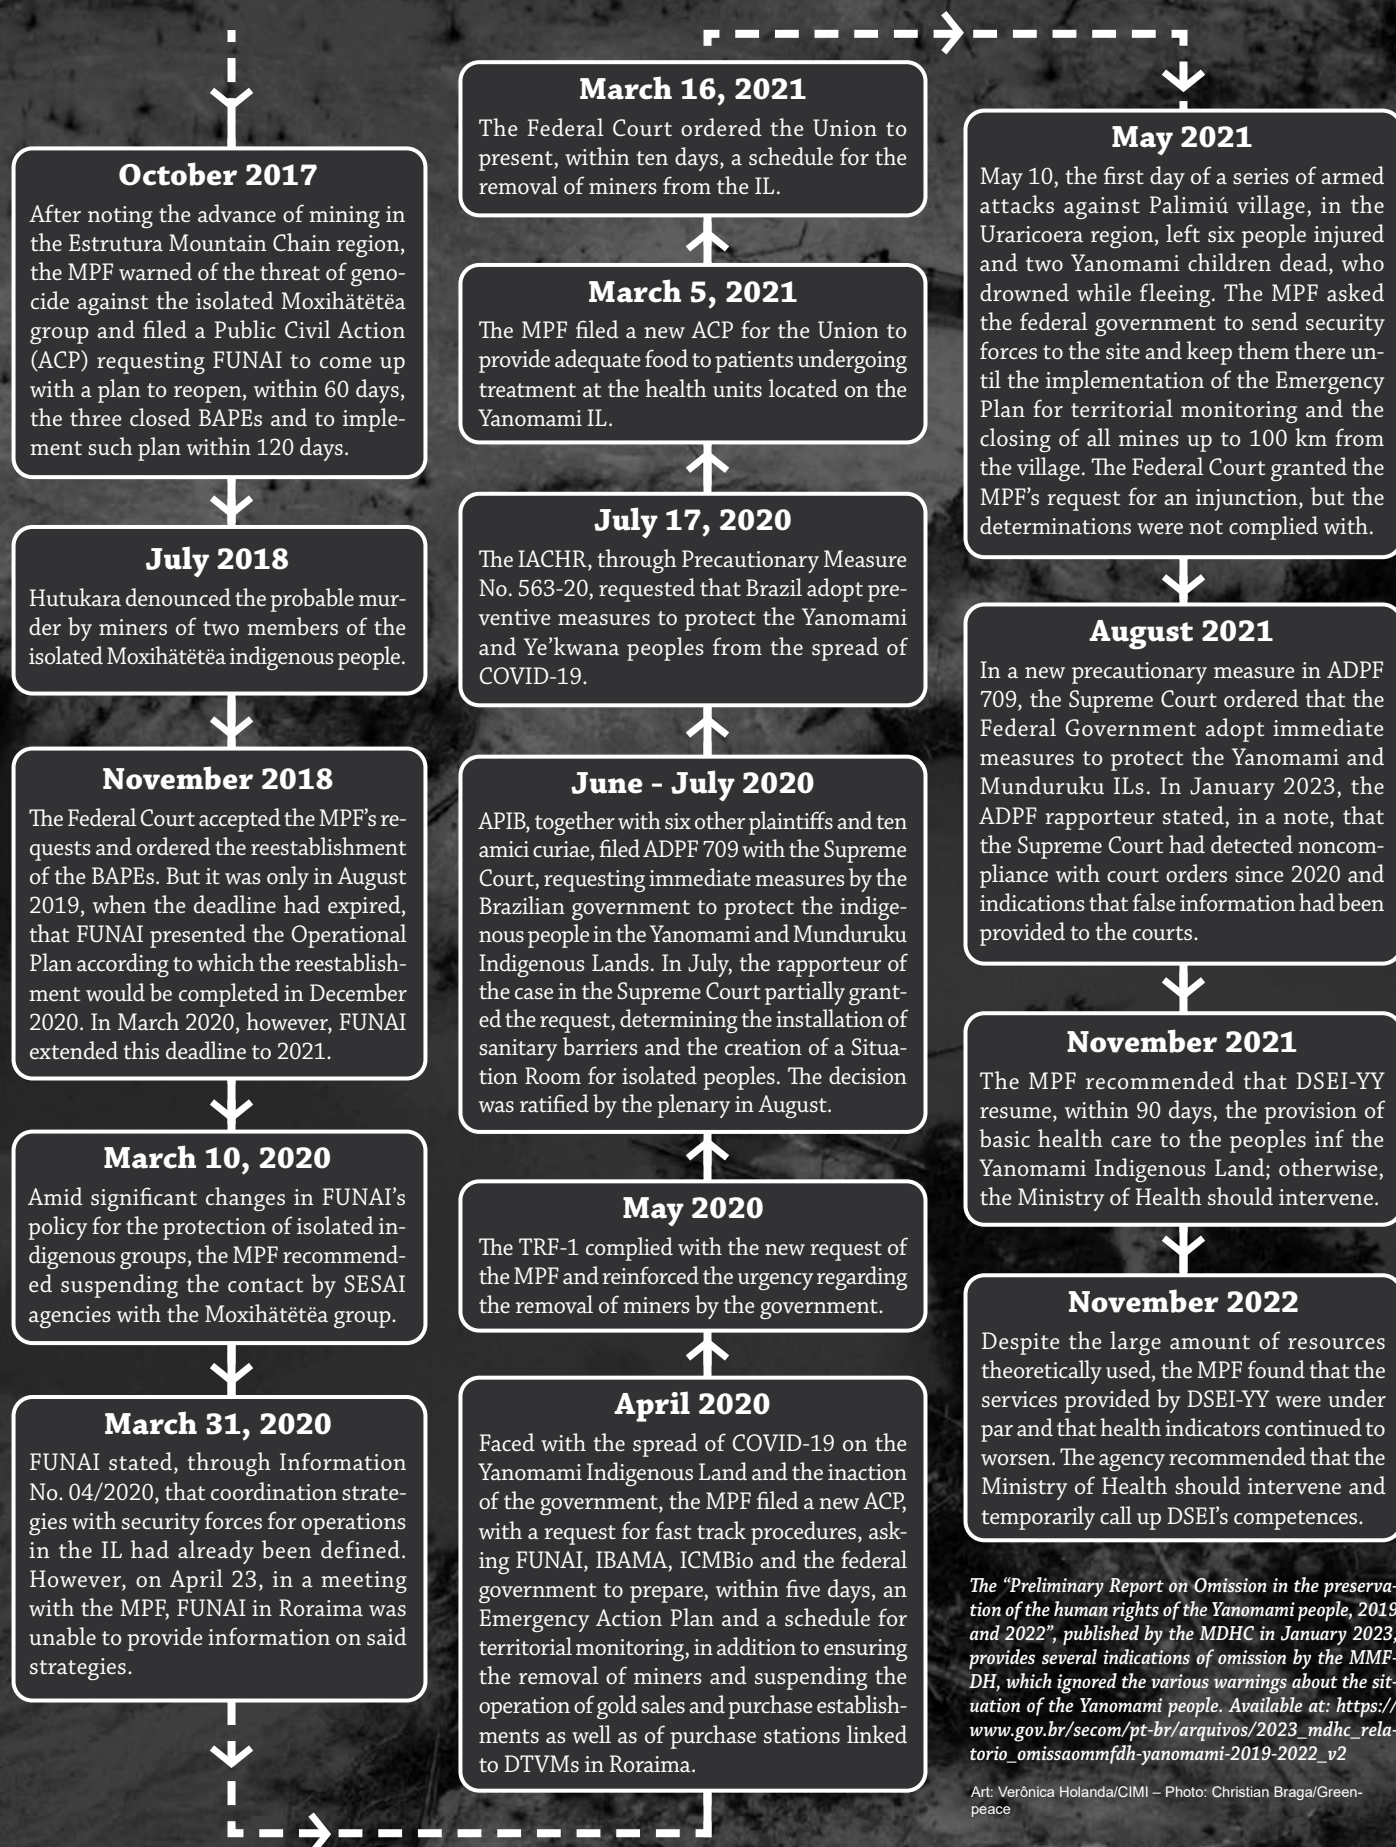 October 2017
After noting the advance of mining in
the Estrutura Mountain Chain region,
the MPF warned of the threat of geno-
cide against the isolated Moxihätëtëa
group and filed a Public Civil Action
(ACP) requesting FUNAI to come up
with a plan to reopen, within 60 days,
the three closed BAPEs and to imple-
ment such plan within 120 days.
July 2018
Hutukara denounced the probable mur-
der by miners of two members of the
isolated Moxihätëtëa indigenous people.
November 2018
The Federal Court accepted the MPF’s re-
quests and ordered the reestablishment
of the BAPEs. But it was only in August
2019, when the deadline had expired,
that FUNAI presented the Operational
Plan according to which the reestablish-
ment would be completed in December
2020. In March 2020, however, FUNAI
extended this deadline to 2021.
March 10, 2020
Amid significant changes in FUNAI’s
policy for the protection of isolated in-
digenous groups, the MPF recommend-
ed suspending the contact by SESAI
agencies with the Moxihätëtëa group.
March 31, 2020
FUNAI stated, through Information
No. 04/2020, that coordination strate-
gies with security forces for operations
in the IL had already been defined.
However, on April 23, in a meeting
with the MPF, FUNAI in Roraima was
unable to provide information on said
strategies.
April 2020
Faced with the spread of COVID-19 on the
Yanomami Indigenous Land and the inaction
of the government, the MPF filed a new ACP,
with a request for fast track procedures, ask-
ing FUNAI, IBAMA, ICMBio and the federal
government to prepare, within five days, an
Emergency Action Plan and a schedule for
territorial monitoring, in addition to ensuring
the removal of miners and suspending the
operation of gold sales and purchase establish-
ments as well as of purchase stations linked
to DTVMs in Roraima.
May 2020
The TRF-1 complied with the new request of
the MPF and reinforced the urgency regarding
the removal of miners by the government.
June - July 2020
APIB, together with six other plaintiffs and ten
amici curiae, filed ADPF 709 with the Supreme
Court, requesting immediate measures by the
Brazilian government to protect the indige-
nous people in the Yanomami and Munduruku
Indigenous Lands. In July, the rapporteur of
the case in the Supreme Court partially grant-
ed the request, determining the installation of
sanitary barriers and the creation of a Situa-
tion Room for isolated peoples. The decision
was ratified by the plenary in August.
July 17, 2020
The IACHR, through Precautionary Measure
No. 563-20, requested that Brazil adopt pre-
ventive measures to protect the Yanomami
and Ye’kwana peoples from the spread of
COVID-19.
March 5, 2021
The MPF filed a new ACP for the Union to
provide adequate food to patients undergoing
treatment at the health units located on the
Yanomami IL.
March 16, 2021
The Federal Court ordered the Union to
present, within ten days, a schedule for the
removal of miners from the IL.
May 2021
May 10, the first day of a series of armed
attacks against Palimiú village, in the
Uraricoera region, left six people injured
and two Yanomami children dead, who
drowned while fleeing. The MPF asked
the federal government to send security
forces to the site and keep them there un-
til the implementation of the Emergency
Plan for territorial monitoring and the
closing of all mines up to 100 km from
the village. The Federal Court granted the
MPF’s request for an injunction, but the
determinations were not complied with.
August 2021
In a new precautionary measure in ADPF
709, the Supreme Court ordered that the
Federal Government adopt immediate
measures to protect the Yanomami and
Munduruku ILs. In January 2023, the
ADPF rapporteur stated, in a note, that
the Supreme Court had detected noncom-
pliance with court orders since 2020 and
indications that false information had been
provided to the courts.
November 2021
The MPF recommended that DSEI-YY
resume, within 90 days, the provision of
basic health care to the peoples inf the
Yanomami Indigenous Land; otherwise,
the Ministry of Health should intervene.
November 2022
Despite the large amount of resources
theoretically used, the MPF found that the
services provided by DSEI-YY were under
par and that health indicators continued to
worsen. The agency recommended that the
Ministry of Health should intervene and
temporarily call up DSEI’s competences.
The “Preliminary Report on Omission in the preserva-
tion of the human rights of the Yanomami people, 2019
and 2022”, published by the MDHC in January 2023,
provides several indications of omission by the MMF-
DH, which ignored the various warnings about the sit-
uation of the Yanomami people. Available at: https://
www.gov.br/secom/pt-br/arquivos/2023_mdhc_rela-
torio_omissaommfdh-yanomami-2019-2022_v2
Art: Verônica Holanda/CIMI – Photo: Christian Braga/Green-
peace